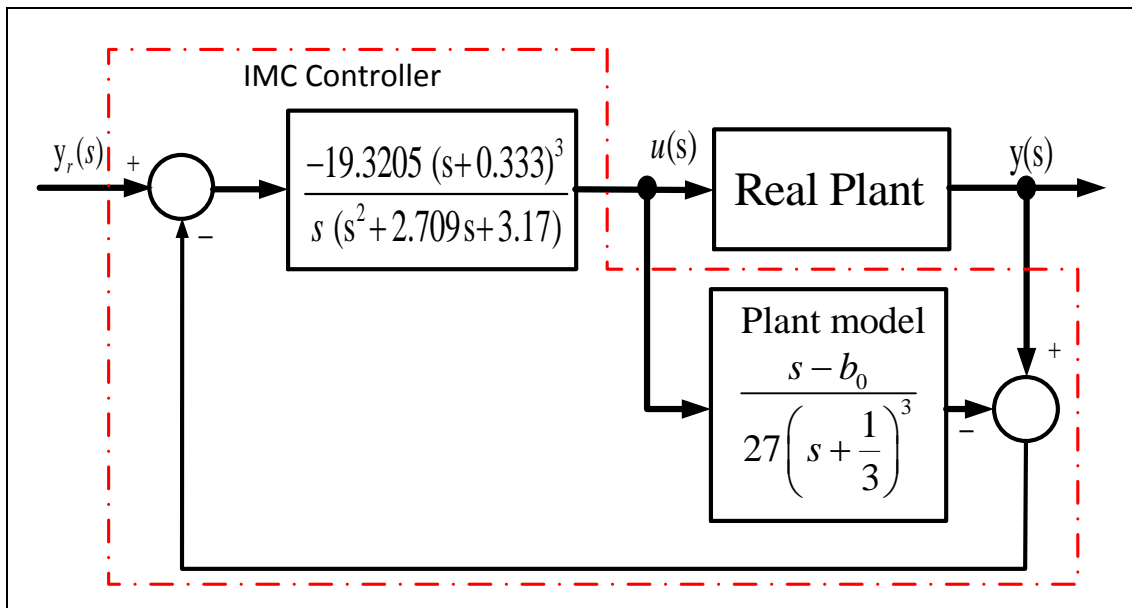 IMC Controller
y_r(s)
+
−
−19.3205 (s+0.333)^3
s (s^2+2.709s+3.17)
u(s)
Real Plant
y(s)
Plant model
s − b_0
27(s + 1/3)^3
+
−